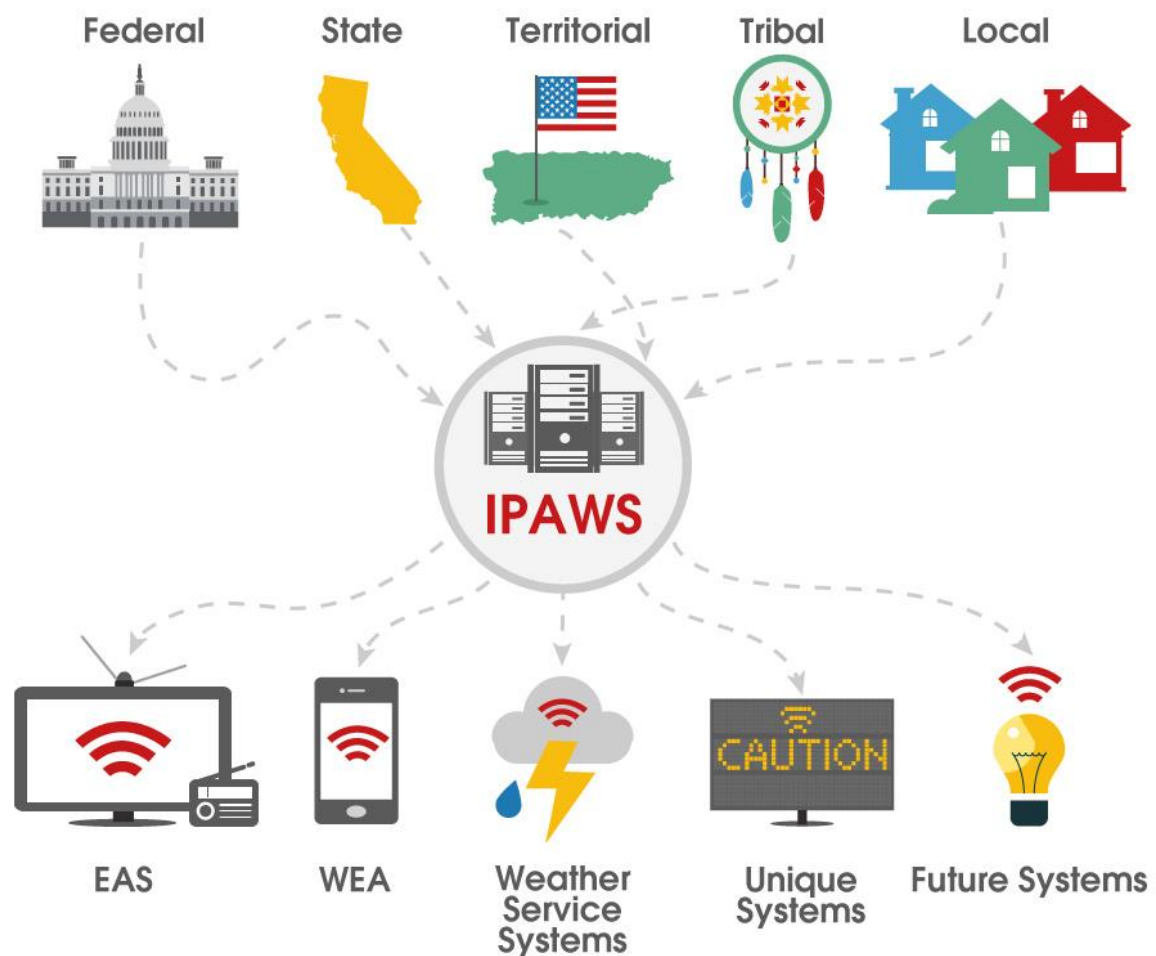 Federal
State
Territorial
Tribal
Local
IPAWS
CAUTION
EAS
WEA
Weather
Service
Systems
Unique
Systems
Future Systems